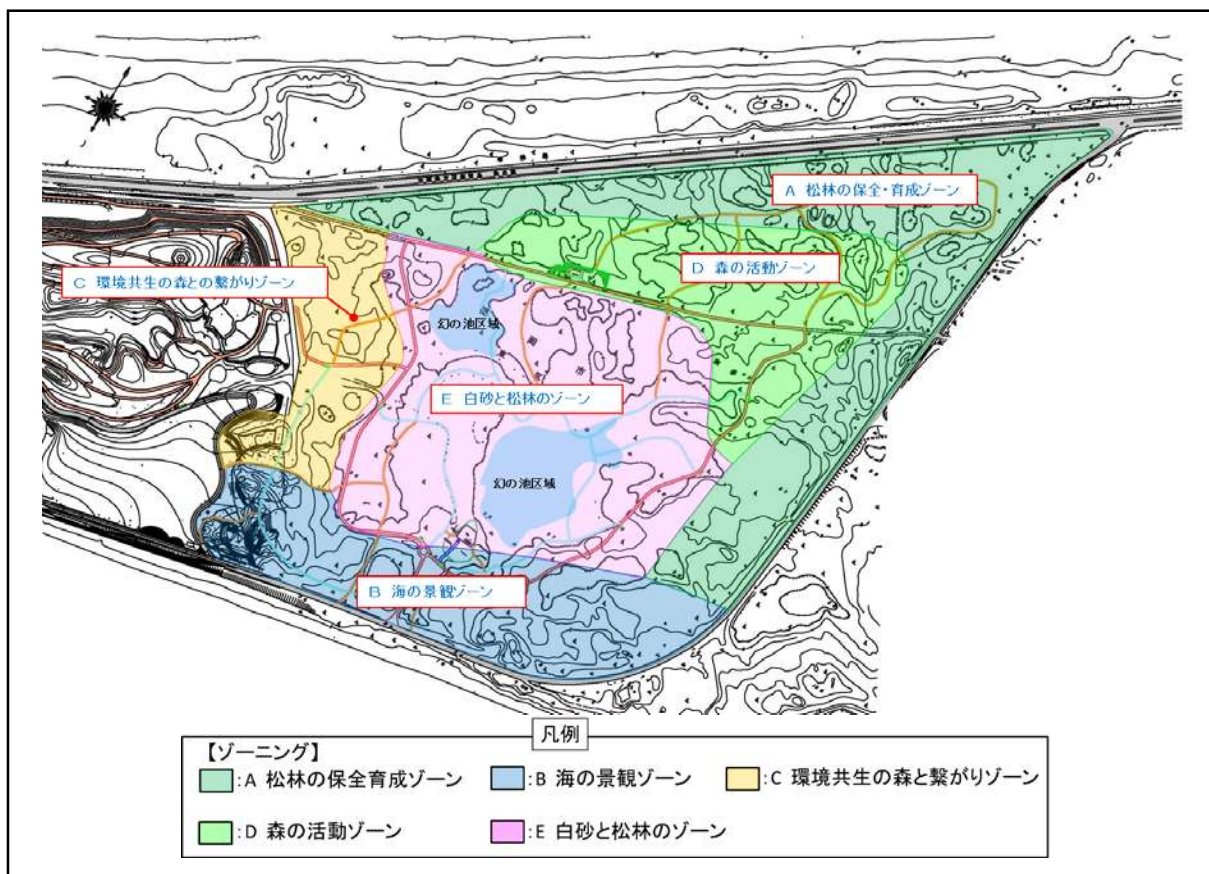 A 松林の保全・育成ゾーン
D 森の活動ゾーン
C 環境共生の森との繋がりゾーン
幻の池区域
E 白砂と松林のゾーン
幻の池区域
B 海の景観ゾーン
凡例
【ゾーニング】
:A 松林の保全育成ゾーン
:B 海の景観ゾーン
:C 環境共生の森と繋がりゾーン
:D 森の活動ゾーン
:E 白砂と松林のゾーン